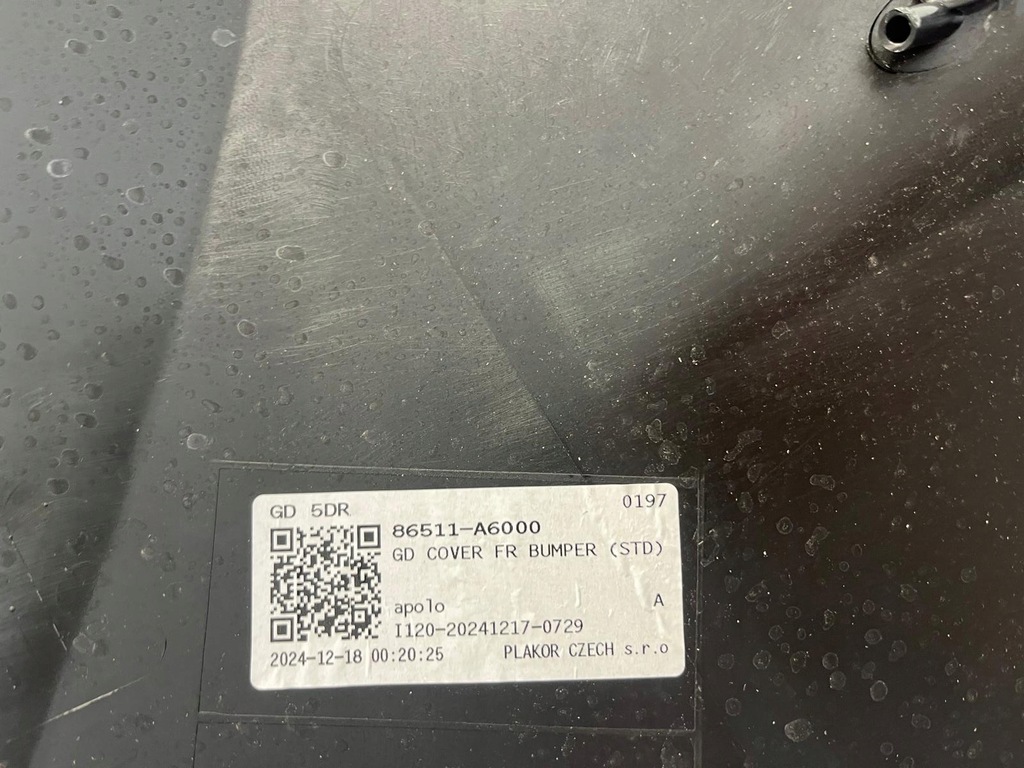 GD 5DR
0197
86511-A6000
GD COVER FR BUMPER (STD)
apolo
A
I120-20241217-0729
2024-12-18 00:20:25
PLAKOR CZECH s.r.o